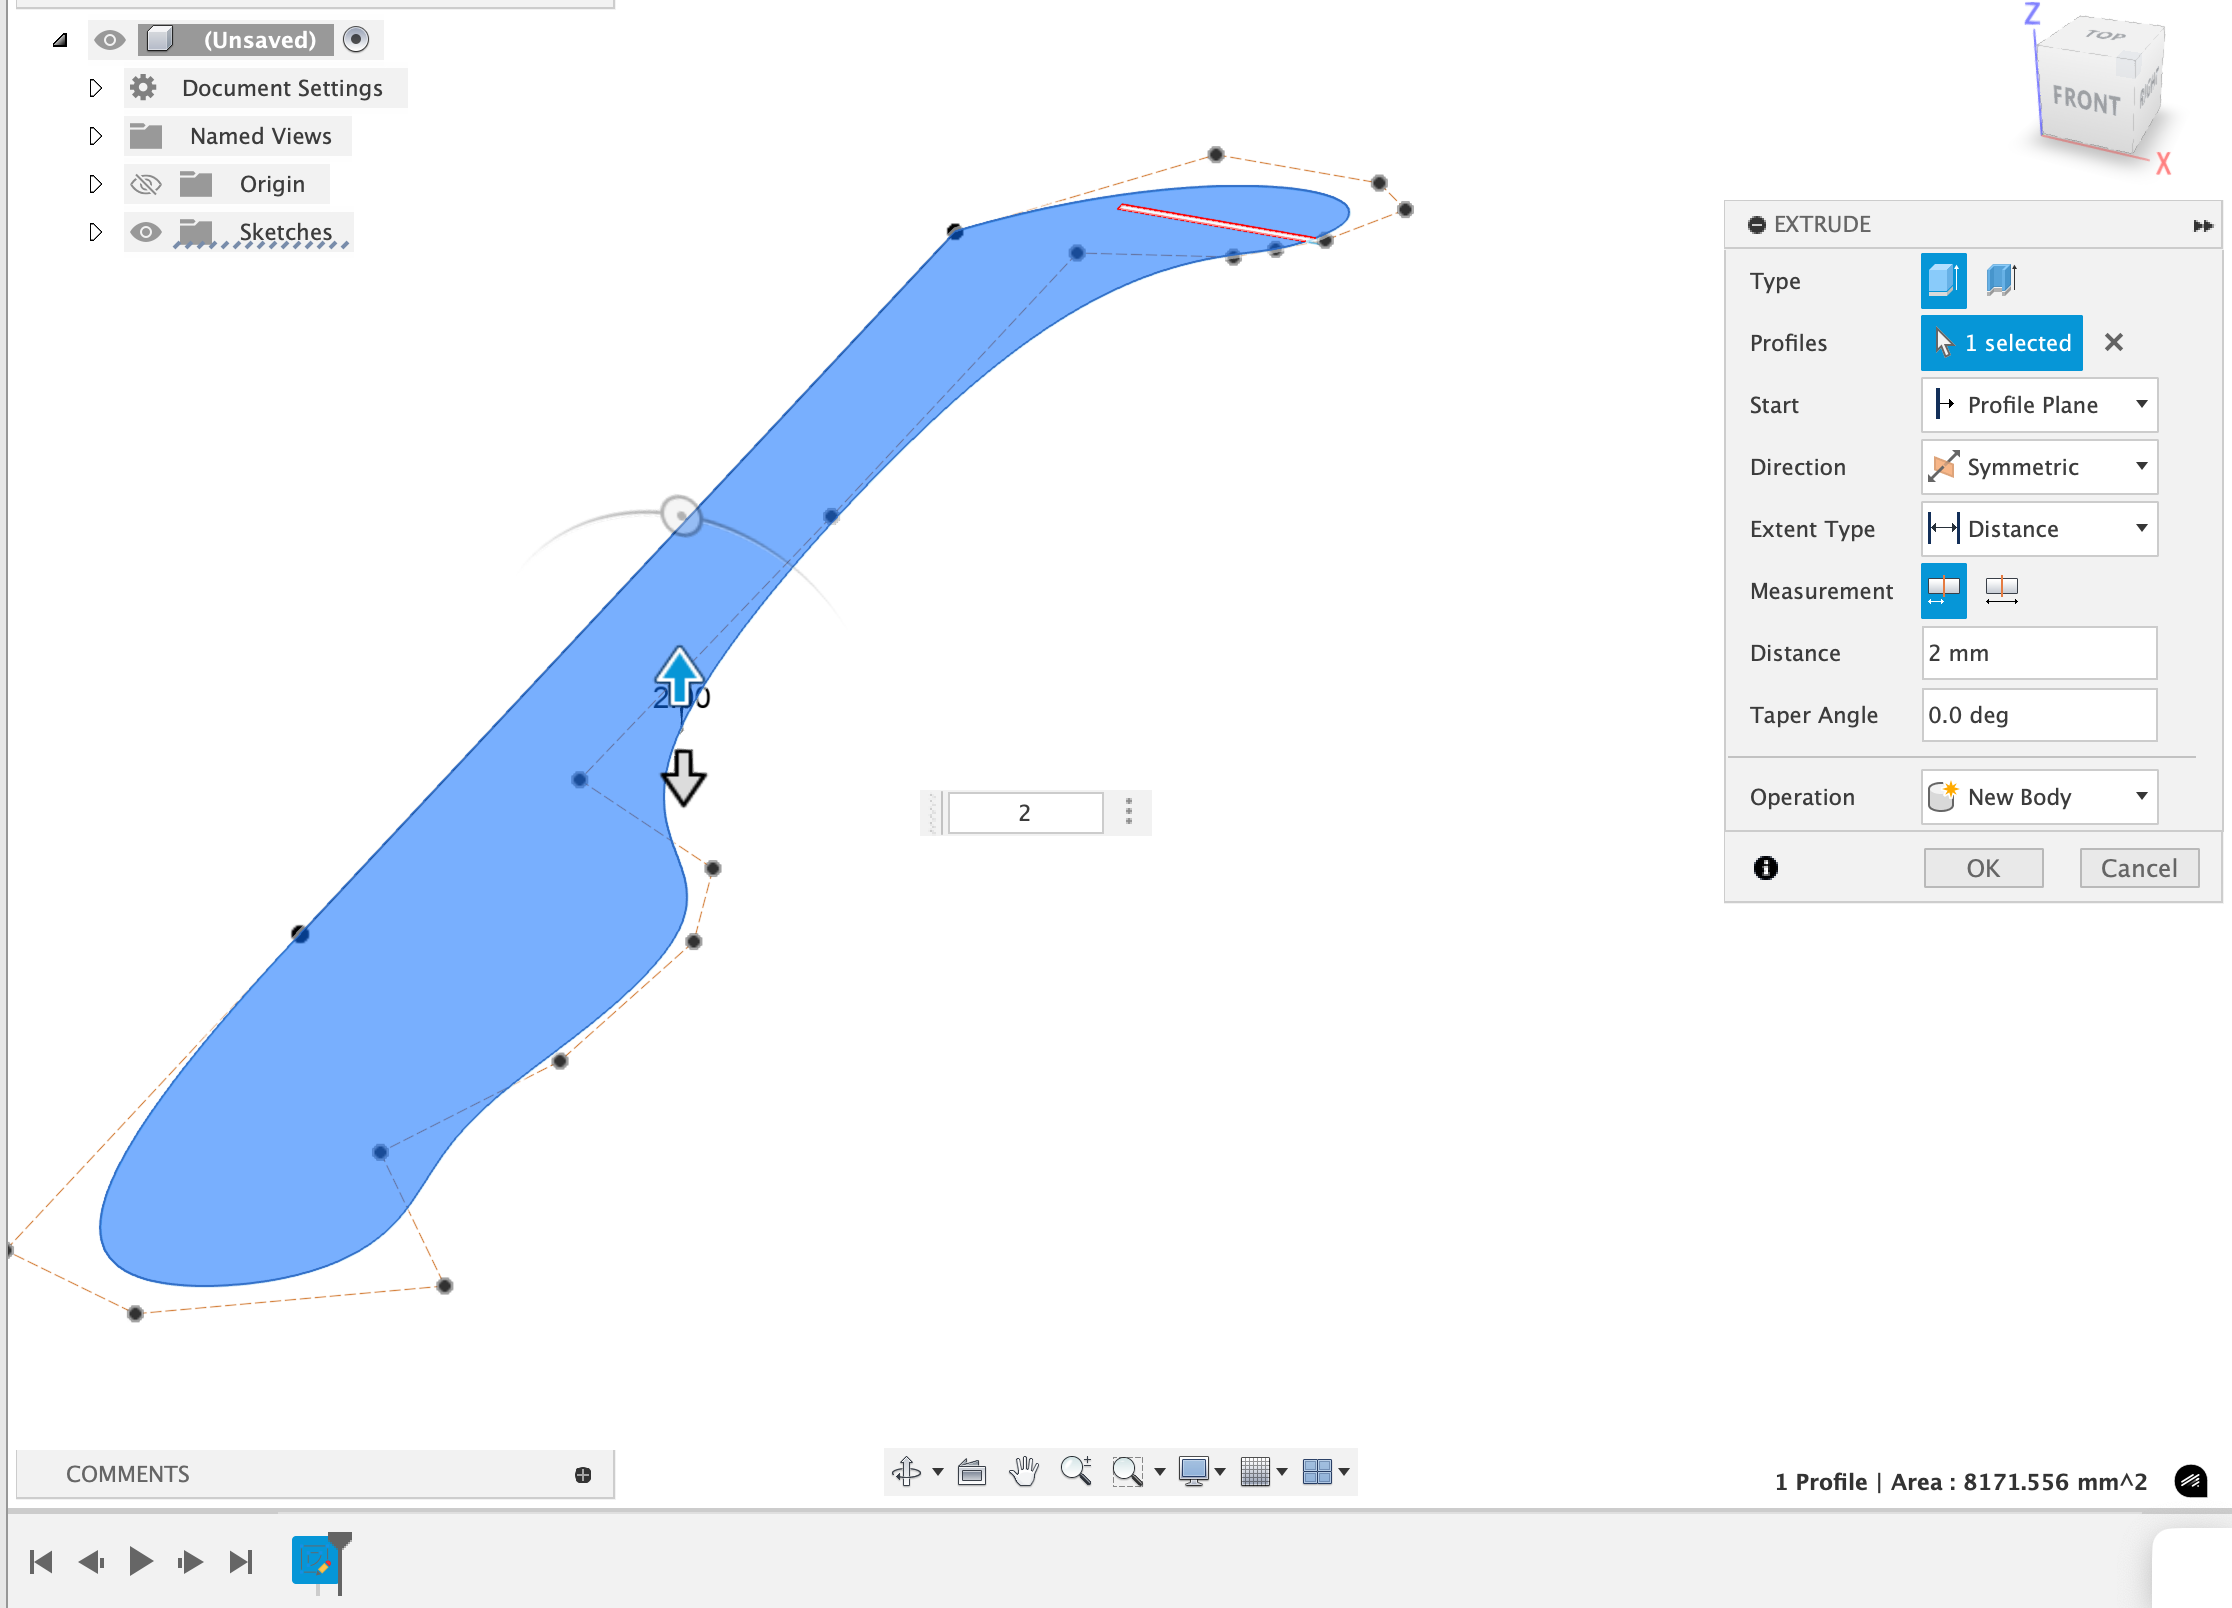 (Unsaved)
Document Settings
Named Views
Origin
Sketches
Z
TOP
FRONT
RIGHT
X
EXTRUDE
Type
Profiles
1 selected
Start
Profile Plane
Direction
Symmetric
Extent Type
Distance
Measurement
Distance
2 mm
Taper Angle
0.0 deg
Operation
New Body
OK
Cancel
2.00
2
COMMENTS
1 Profile | Area : 8171.556 mm^2